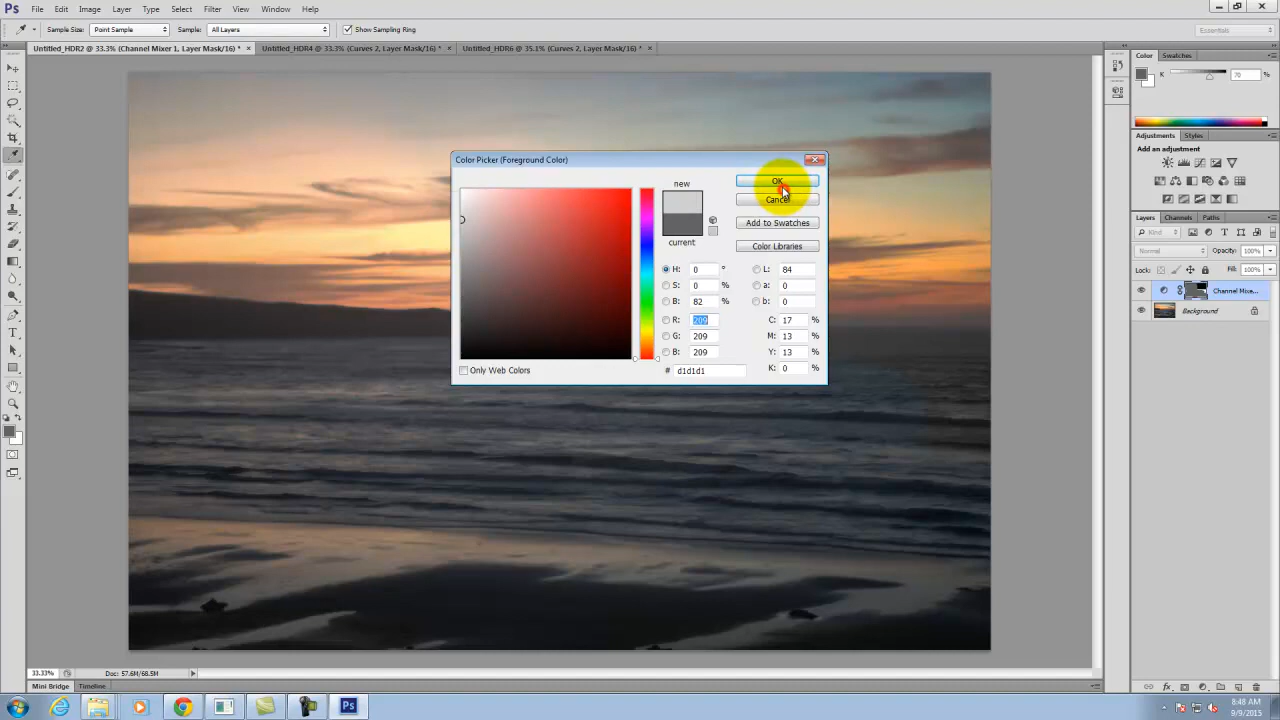 Ps File Edit Image Layer Type Select Filter View Window Help
Sample Size: Point Sample Sample: All Layers Show Sampling Ring Essentials
Untitled_HDR2 @ 33.3% (Channel Mixer 1, Layer Mask/16) * × Untitled_HDR4 @ 33.3% (Curves 2, Layer Mask/16) * × Untitled_HDR6 @ 35.1% (Curves 2, Layer Mask/16) * ×
Color Swatches
K 70 %
Adjustments Styles
Add an adjustment
Layers Channels Paths
Kind
Normal Opacity: 100%
Lock: Fill: 100%
Channel Mixe...
Background
Color Picker (Foreground Color)
new
current
OK
Cancel
Add to Swatches
Color Libraries
H: 0 ° L: 84
S: 0 % a: 0
B: 82 % b: 0
R: 209 C: 17 %
G: 209 M: 13 %
B: 209 Y: 13 %
# d1d1d1 K: 0 %
Only Web Colors
33.33% Doc: 57.6M/68.5M
Mini Bridge Timeline
Ps
8:48 AM
9/9/2015